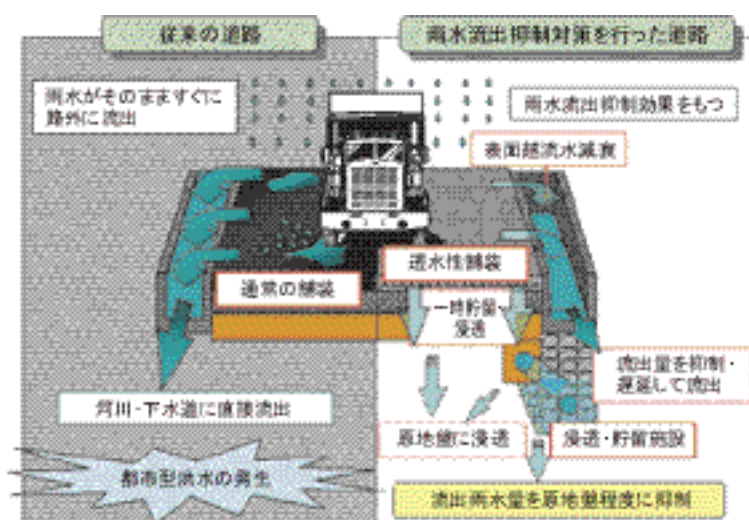 従来の道路
雨水流出抑制対策を行った道路
雨水がそのまますぐに
路外に流出
雨水流出抑制効果をもつ
表面越流水減衰
通常の舗装
透水性舗装
一時貯留・
浸透
流出量を抑制・
遅延して流出
河川・下水道に直接流出
原地盤に浸透
浸透・貯留施設
都市型洪水の発生
流出雨水量を原地盤程度に抑制